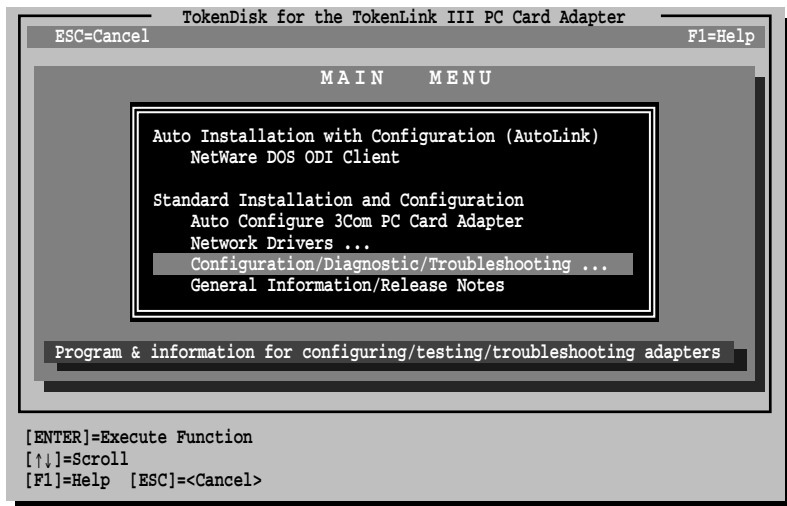 TokenDisk for the TokenLink III PC Card Adapter
ESC=Cancel F1=Help
MAIN MENU
Auto Installation with Configuration (AutoLink)
NetWare DOS ODI Client
Standard Installation and Configuration
Auto Configure 3Com PC Card Adapter
Network Drivers ...
Configuration/Diagnostic/Troubleshooting ...
General Information/Release Notes
Program & information for configuring/testing/troubleshooting adapters
[ENTER]=Execute Function
[↑↓]=Scroll
[F1]=Help [ESC]=<Cancel>